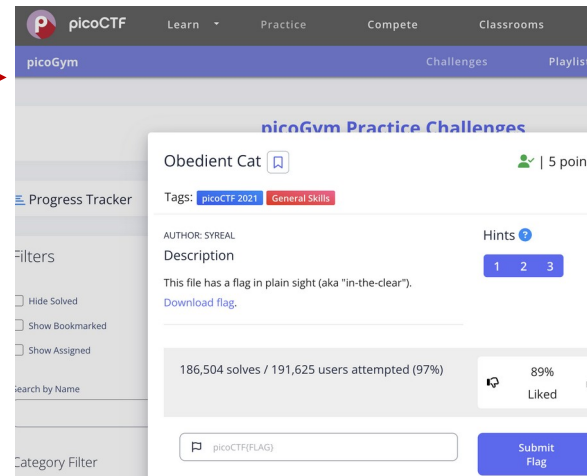 picoCTF Learn Practice Compete Classrooms
picoGym Challenges Playlis
picoGym Practice Challenges
Obedient Cat | 5 poin
Tags: picoCTF 2021 General Skills
Progress Tracker
AUTHOR: SYREAL
Description
This file has a flag in plain sight (aka "in-the-clear").
Download flag.
Hints ?
1 2 3
Filters
Hide Solved
Show Bookmarked
Show Assigned
Search by Name
186,504 solves / 191,625 users attempted (97%)
89%
Liked
picoCTF{FLAG}
Submit
Flag
Category Filter